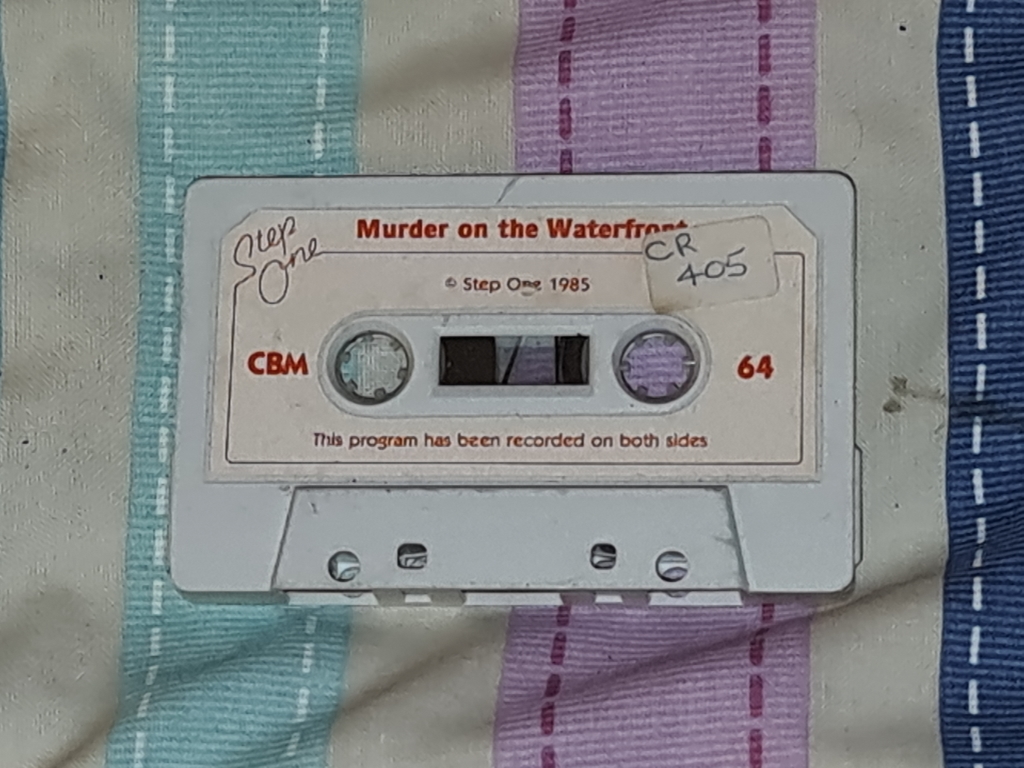 Murder on the Waterfront
Step
One
CR
405
© Step One 1985
CBM
64
This program has been recorded on both sides